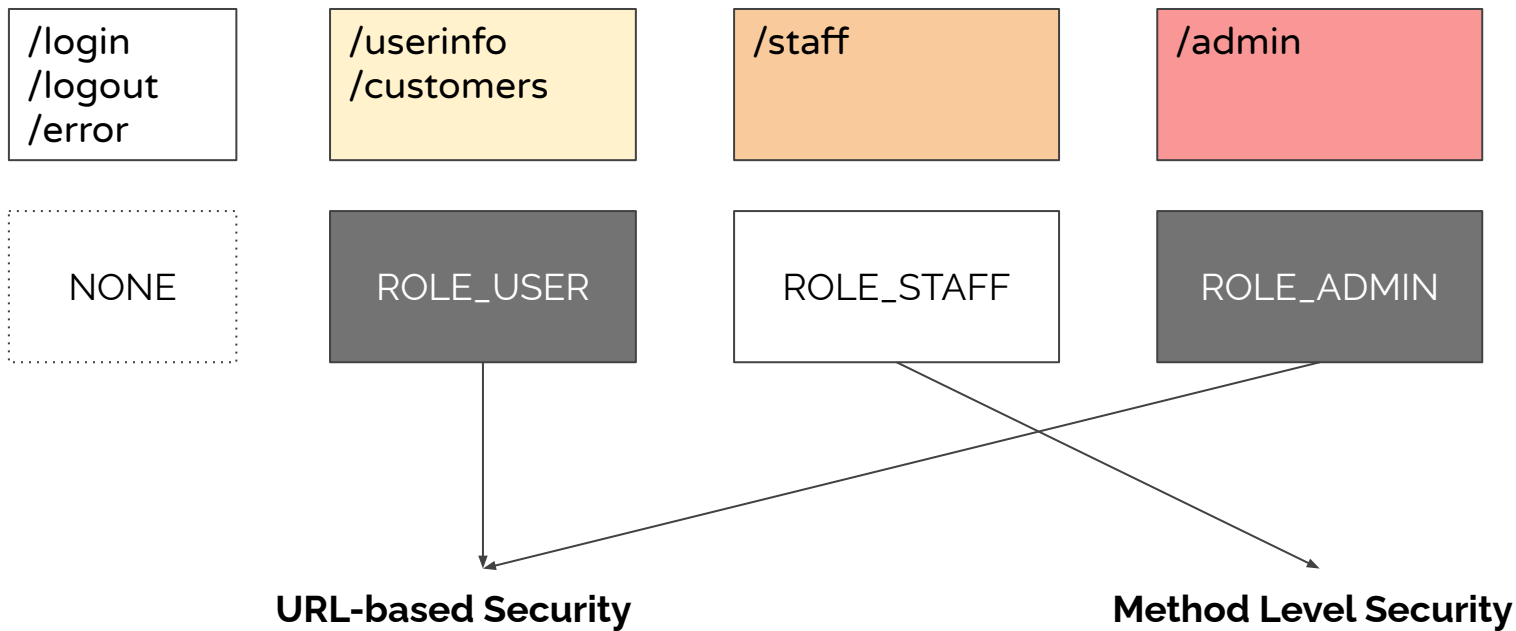 /login
/logout
/error
/userinfo
/customers
/staff
/admin
NONE
ROLE_USER
ROLE_STAFF
ROLE_ADMIN
URL-based Security
Method Level Security